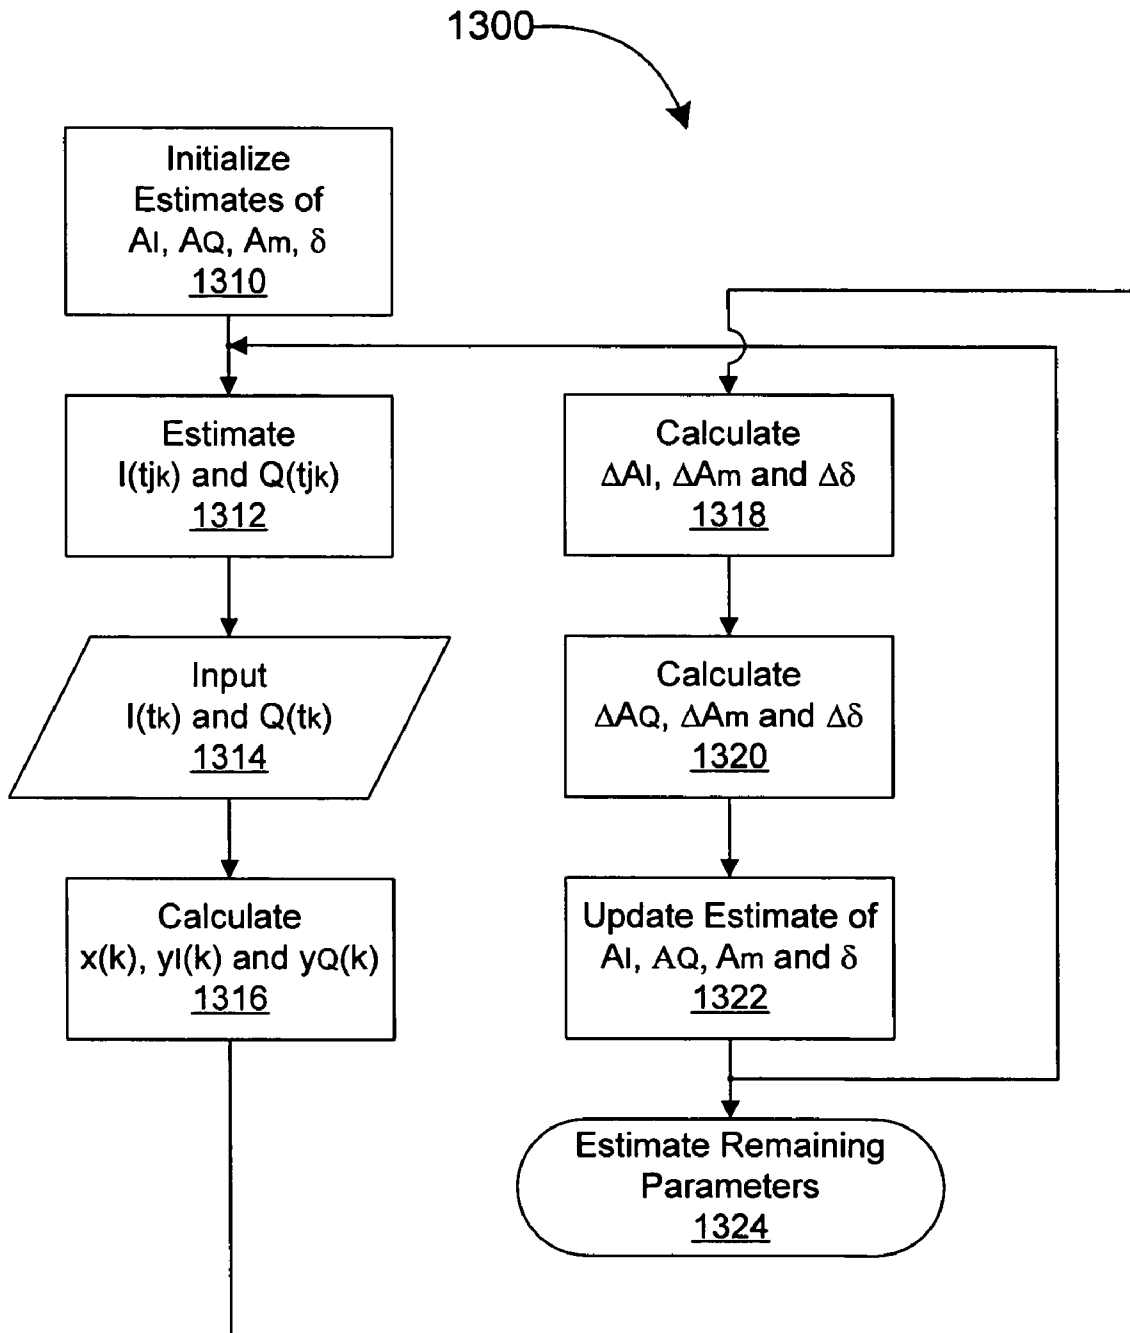 1300
Initialize
Estimates of
AI, AQ, Am, δ
1310
Estimate
I(tjk) and Q(tjk)
1312
Input
I(tk) and Q(tk)
1314
Calculate
x(k), yI(k) and yQ(k)
1316
Calculate
ΔAI, ΔAm and Δδ
1318
Calculate
ΔAQ, ΔAm and Δδ
1320
Update Estimate of
AI, AQ, Am and δ
1322
Estimate Remaining
Parameters
1324